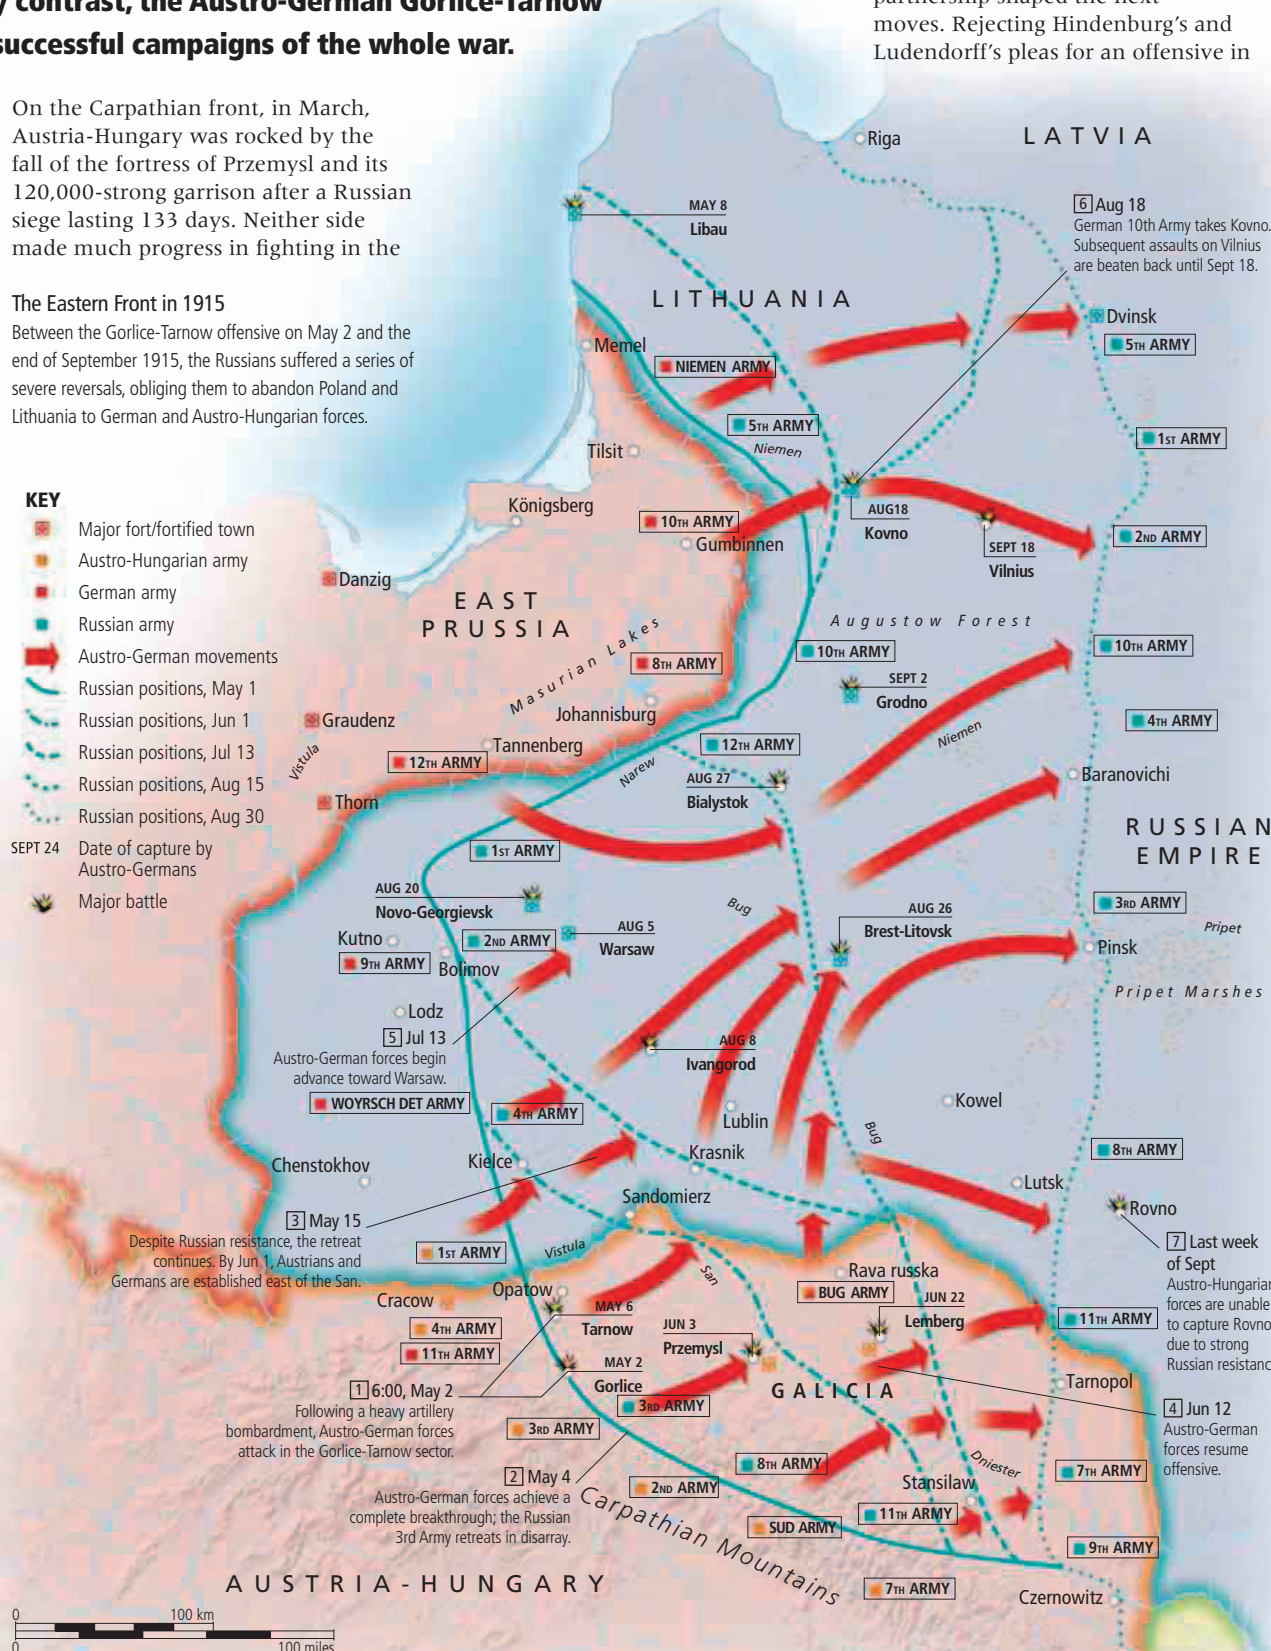 y contrast, the Austro-German Gorlice-Tarnow
successful campaigns of the whole war.
partnership shaped the next
moves. Rejecting Hindenburg's and
Ludendorff's pleas for an offensive in
On the Carpathian front, in March,
Austria-Hungary was rocked by the
fall of the fortress of Przemysl and its
120,000-strong garrison after a Russian
siege lasting 133 days. Neither side
made much progress in fighting in the
The Eastern Front in 1915
Between the Gorlice-Tarnow offensive on May 2 and the
end of September 1915, the Russians suffered a series of
severe reversals, obliging them to abandon Poland and
Lithuania to German and Austro-Hungarian forces.
KEY
Major fort/fortified town
Austro-Hungarian army
German army
Russian army
Austro-German movements
Russian positions, May 1
Russian positions, Jun 1
Russian positions, Jul 13
Russian positions, Aug 15
Russian positions, Aug 30
SEPT 24 Date of capture by
Austro-Germans
Major battle
Riga
LATVIA
MAY 8
Libau
6 Aug 18
German 10th Army takes Kovno.
Subsequent assaults on Vilnius
are beaten back until Sept 18.
LITHUANIA
Dvinsk
5TH ARMY
Memel
NIEMEN ARMY
5TH ARMY
Niemen
1ST ARMY
Tilsit
Königsberg
10TH ARMY
Gumbinnen
AUG18
Kovno
SEPT 18
Vilnius
2ND ARMY
Danzig
EAST
PRUSSIA
Augustow Forest
Masurian Lakes
8TH ARMY
10TH ARMY
10TH ARMY
SEPT 2
Grodno
Johannisburg
Graudenz
Vistula
Tannenberg
12TH ARMY
12TH ARMY
Narew
Niemen
4TH ARMY
AUG 27
Bialystok
Baranovichi
Thorn
RUSSIAN
EMPIRE
1ST ARMY
AUG 20
Novo-Georgievsk
Bug
AUG 26
Brest-Litovsk
3RD ARMY
Pripet
Kutno
2ND ARMY
AUG 5
Warsaw
9TH ARMY
Bolimov
Pinsk
Pripet Marshes
Lodz
5 Jul 13
Austro-German forces begin
advance toward Warsaw.
AUG 8
Ivangorod
WOYRSCH DET ARMY
4TH ARMY
Lublin
Kowel
Bug
Chenstokhov
Kielce
Krasnik
8TH ARMY
Lutsk
Sandomierz
Rovno
3 May 15
Despite Russian resistance, the retreat
continues. By Jun 1, Austrians and
Germans are established east of the San.
1ST ARMY
Vistula
San
7 Last week
of Sept
Austro-Hungarian
forces are unable
to capture Rovno
due to strong
Russian resistanc
Rava russka
Cracow
Opatow
BUG ARMY
MAY 6
Tarnow
JUN 22
Lemberg
4TH ARMY
11TH ARMY
JUN 3
Przemysl
11TH ARMY
MAY 2
Gorlice
GALICIA
Tarnopol
1 6:00, May 2
Following a heavy artillery
bombardment, Austro-German forces
attack in the Gorlice-Tarnow sector.
3RD ARMY
3RD ARMY
4 Jun 12
Austro-German
forces resume
offensive.
8TH ARMY
Dniester
7TH ARMY
2 May 4
Austro-German forces achieve a
complete breakthrough; the Russian
3rd Army retreats in disarray.
2ND ARMY
Stansilaw
Carpathian Mountains
SUD ARMY
11TH ARMY
9TH ARMY
AUSTRIA-HUNGARY
7TH ARMY
Czernowitz
0 100 km
0 100 miles